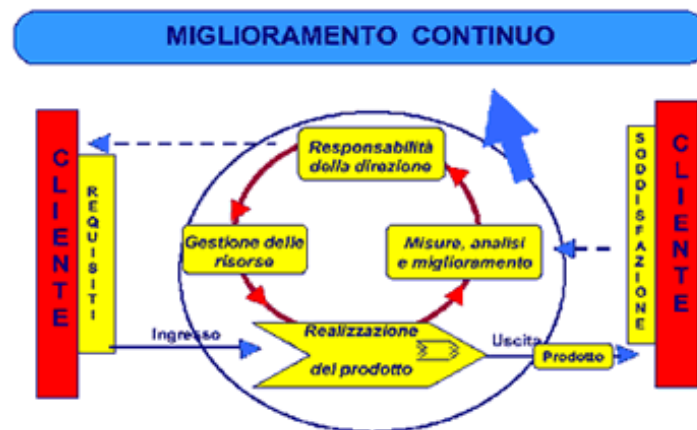 MIGLIORAMENTO CONTINUO
CLIENTE
REQUISITI
Responsabilità
della direzione
Gestione delle
risorse
Misure, analisi
e miglioramento
Ingresso
Realizzazione
del prodotto
Uscita
Prodotto
SODDISFAZIONE
CLIENTE